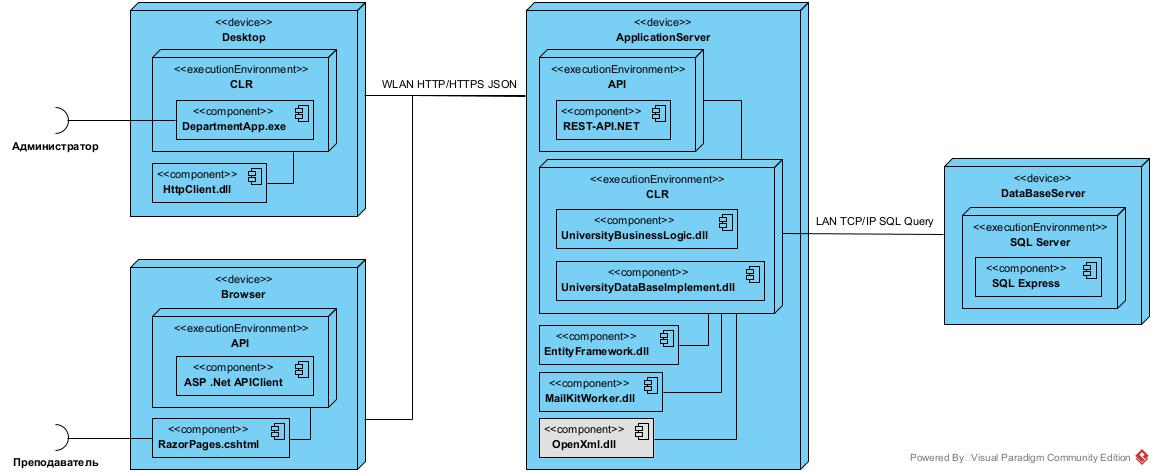 <<device>>
Desktop
<<executionEnvironment>>
CLR
<<component>>
DepartmentApp.exe
<<component>>
HttpClient.dll
Администратор
<<device>>
Browser
<<executionEnvironment>>
API
<<component>>
ASP .Net APIClient
<<component>>
RazorPages.cshtml
Преподаватель
WLAN HTTP/HTTPS JSON
<<device>>
ApplicationServer
<<executionEnvironment>>
API
<<component>>
REST-API.NET
<<executionEnvironment>>
CLR
<<component>>
UniversityBusinessLogic.dll
<<component>>
UniversityDataBaseImplement.dll
<<component>>
EntityFramework.dll
<<component>>
MailKitWorker.dll
<<component>>
OpenXml.dll
LAN TCP/IP SQL Query
<<device>>
DataBaseServer
<<executionEnvironment>>
SQL Server
<<component>>
SQL Express
Powered By Visual Paradigm Community Edition